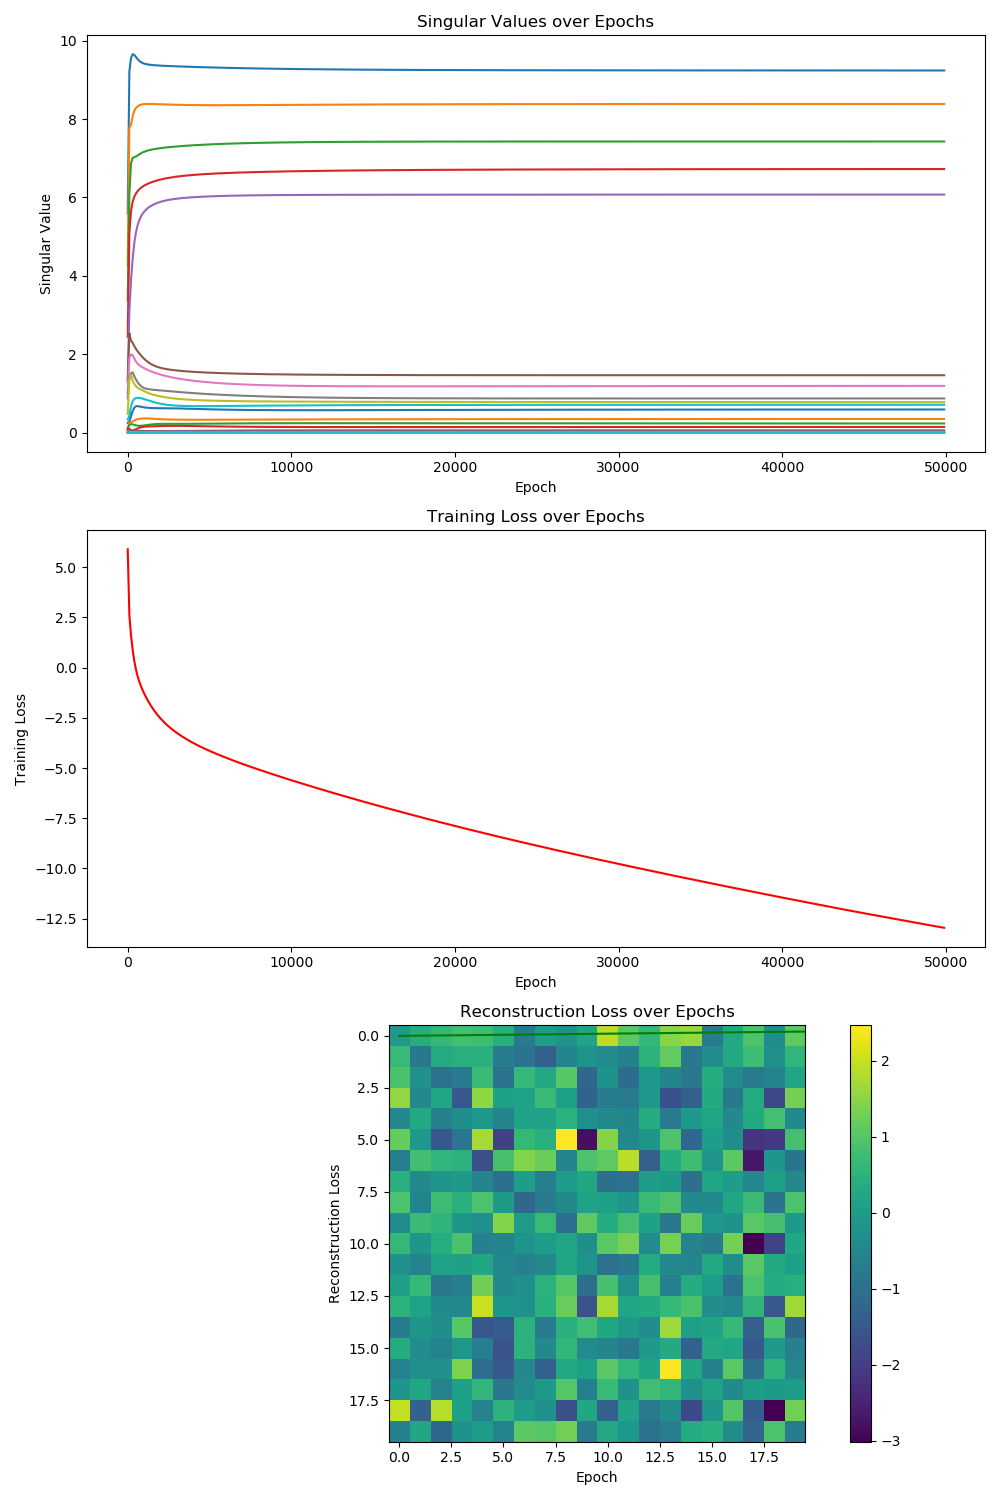 Singular Values over Epochs
10
8
6
4
2
0
Singular Value
0 10000 20000 30000 40000 50000
Epoch
Training Loss over Epochs
5.0
2.5
0.0
−2.5
−5.0
−7.5
−10.0
−12.5
Training Loss
0 10000 20000 30000 40000 50000
Epoch
Reconstruction Loss over Epochs
0.0
2.5
5.0
7.5
10.0
12.5
15.0
17.5
Reconstruction Loss
0.0 2.5 5.0 7.5 10.0 12.5 15.0 17.5
Epoch
2
1
0
−1
−2
−3